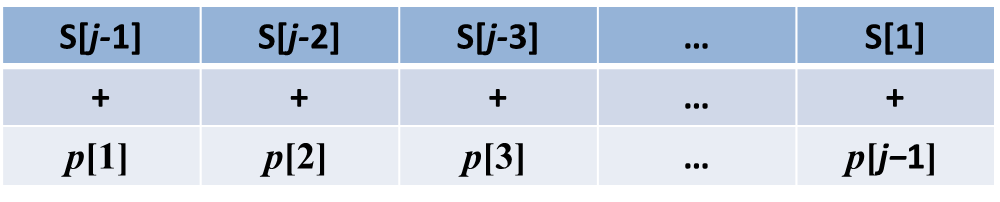 S[j-1] S[j-2] S[j-3] ... S[1]
+ + + ... +
p[1] p[2] p[3] ... p[j−1]